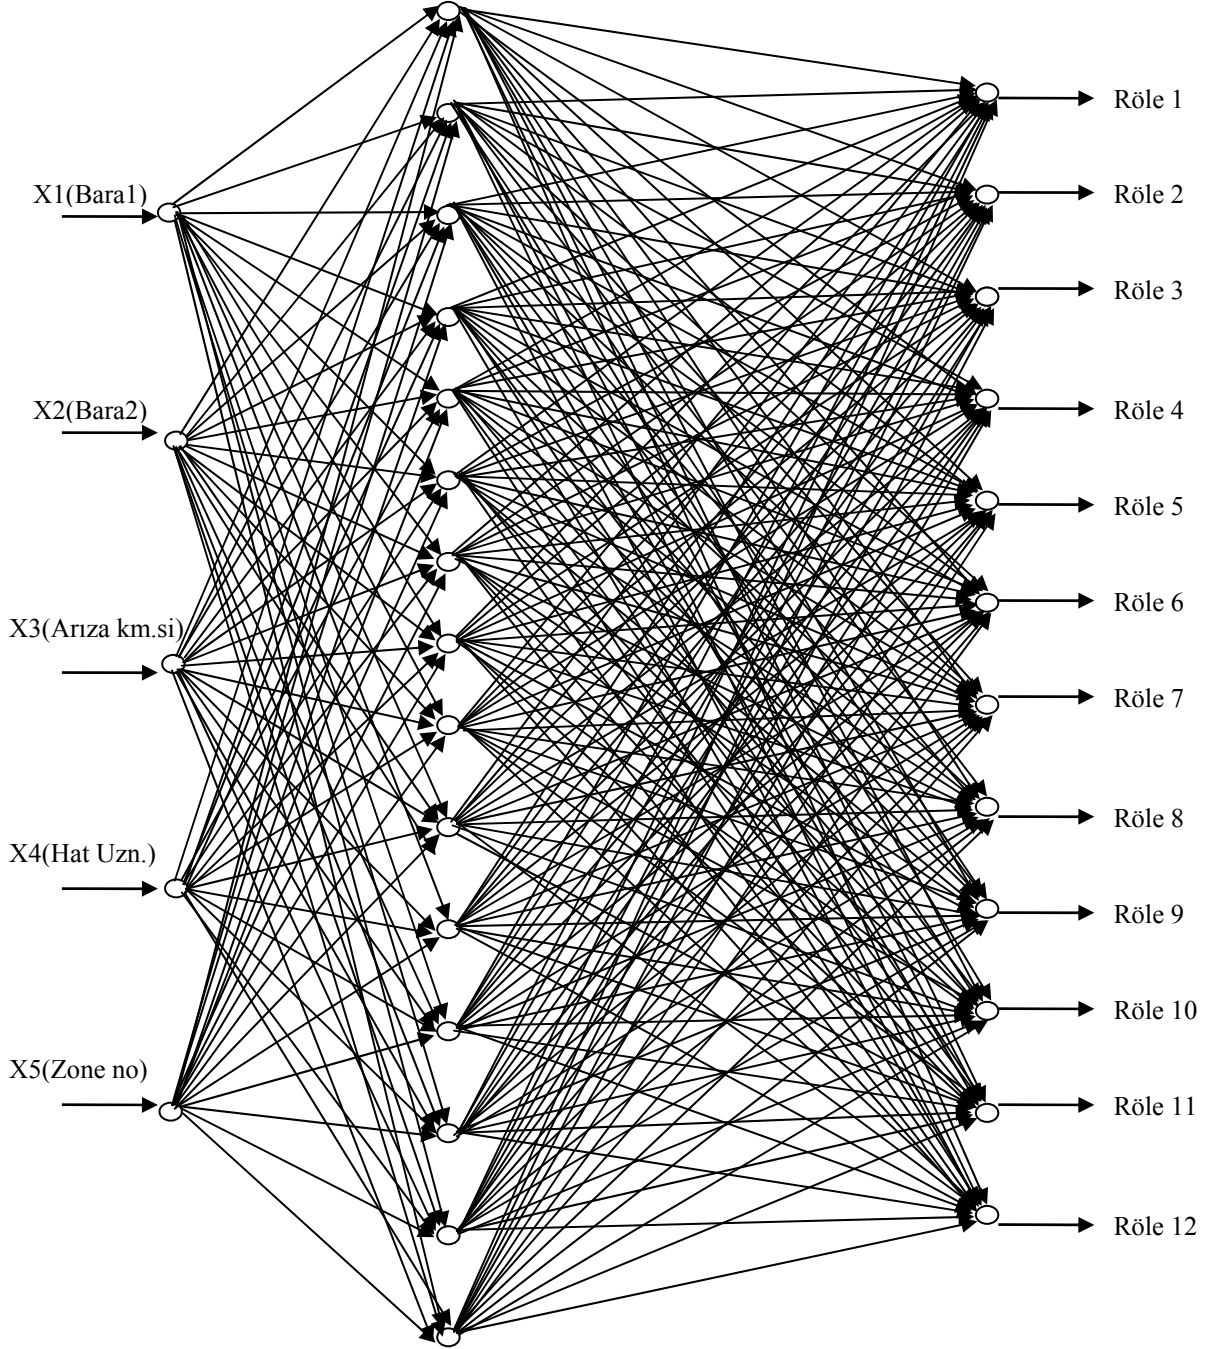 X1(Bara1)
X2(Bara2)
X3(Arıza km.si)
X4(Hat Uzn.)
X5(Zone no)
Röle 1
Röle 2
Röle 3
Röle 4
Röle 5
Röle 6
Röle 7
Röle 8
Röle 9
Röle 10
Röle 11
Röle 12